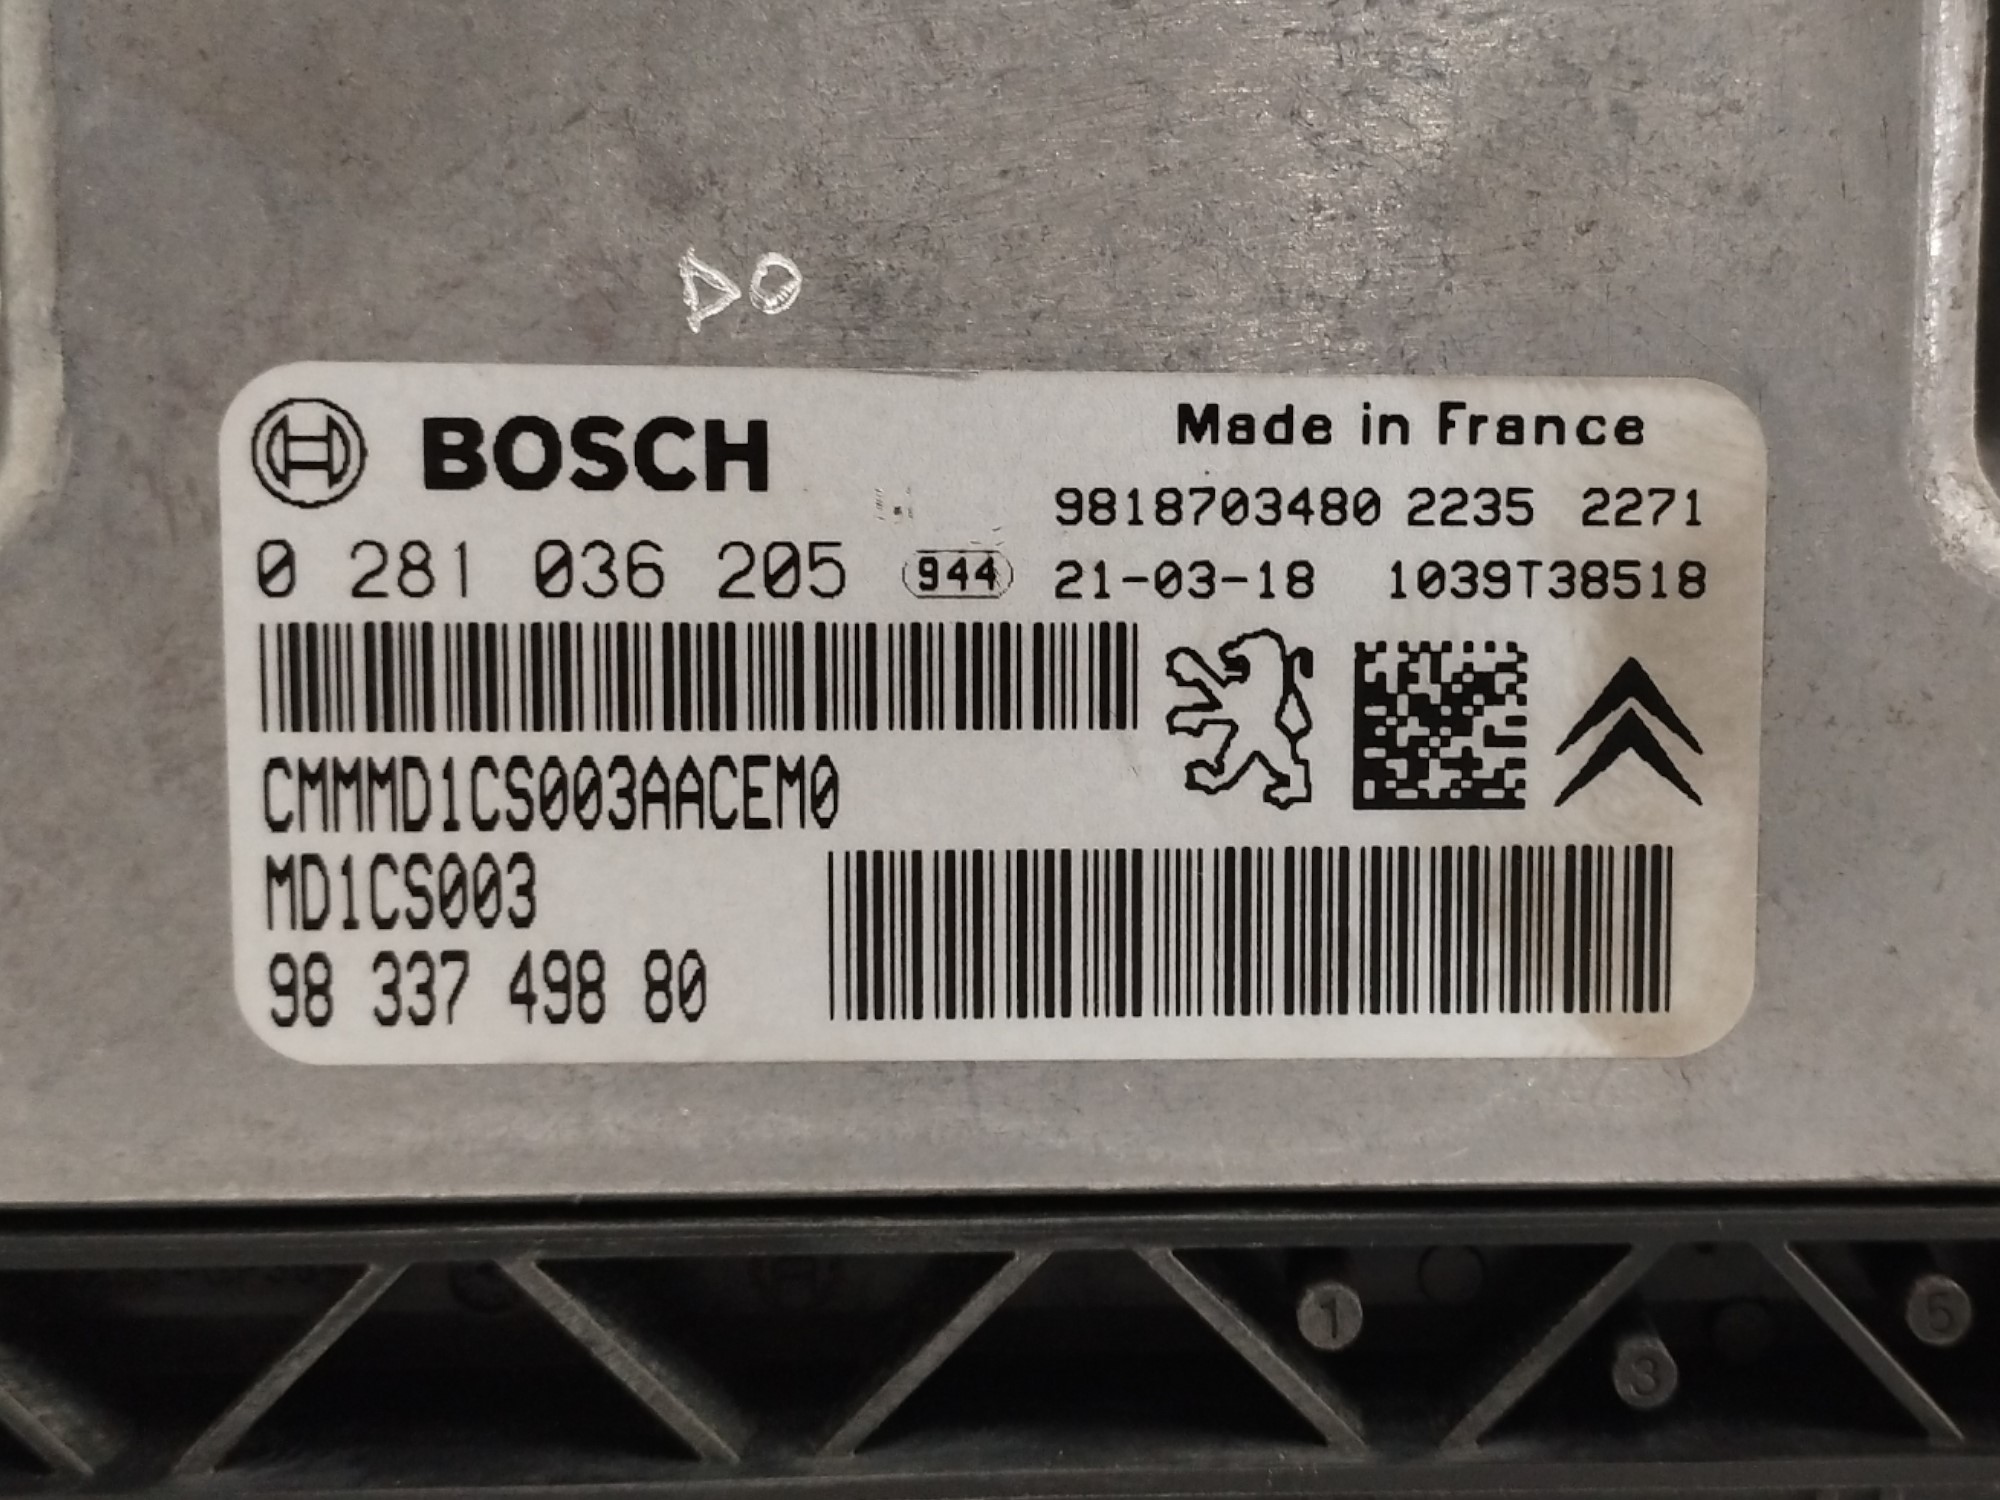 DO
BOSCH
Made in France
9818703480 2235 2271
0 281 036 205 944 21-03-18 1039T38518
CMMMD1CS003AACEM0
MD1CS003
98 337 498 80
1
3
5